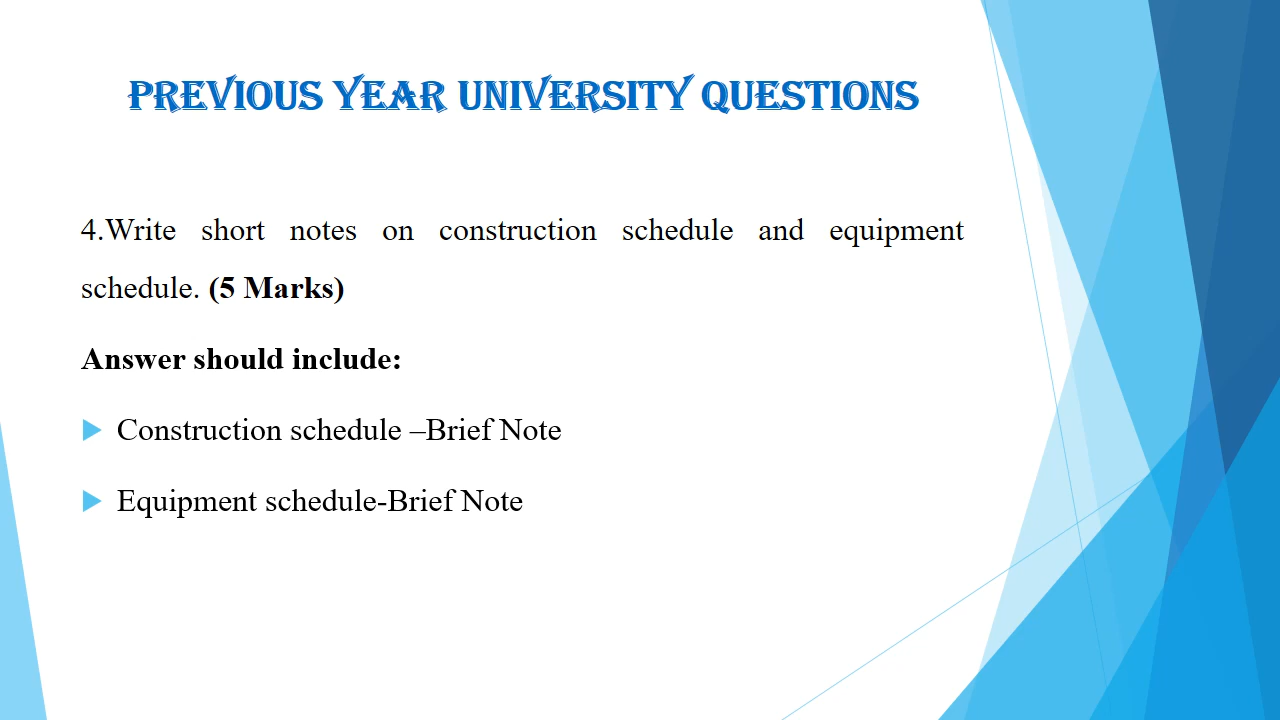 PREVIOUS YEAR UNIVERSITY QUESTIONS
4.Write short notes on construction schedule and equipment
schedule. (5 Marks)
Answer should include:
Construction schedule –Brief Note
Equipment schedule-Brief Note